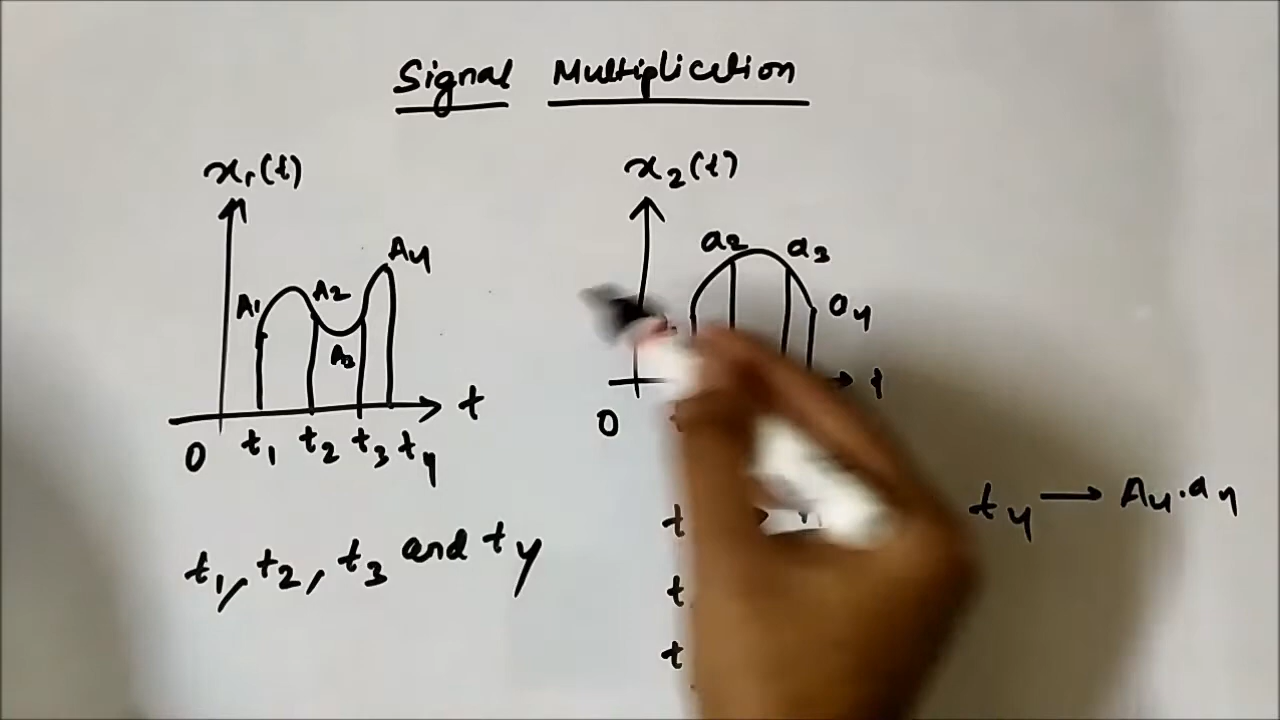 Signal Multiplication
x1(t)
x2(t)
A1 A2 A3 A4
a2 a3 a4
t
t
0 t1 t2 t3 t4
0
t1, t2, t3 and t4
t
t4 → A4.a4
t
t